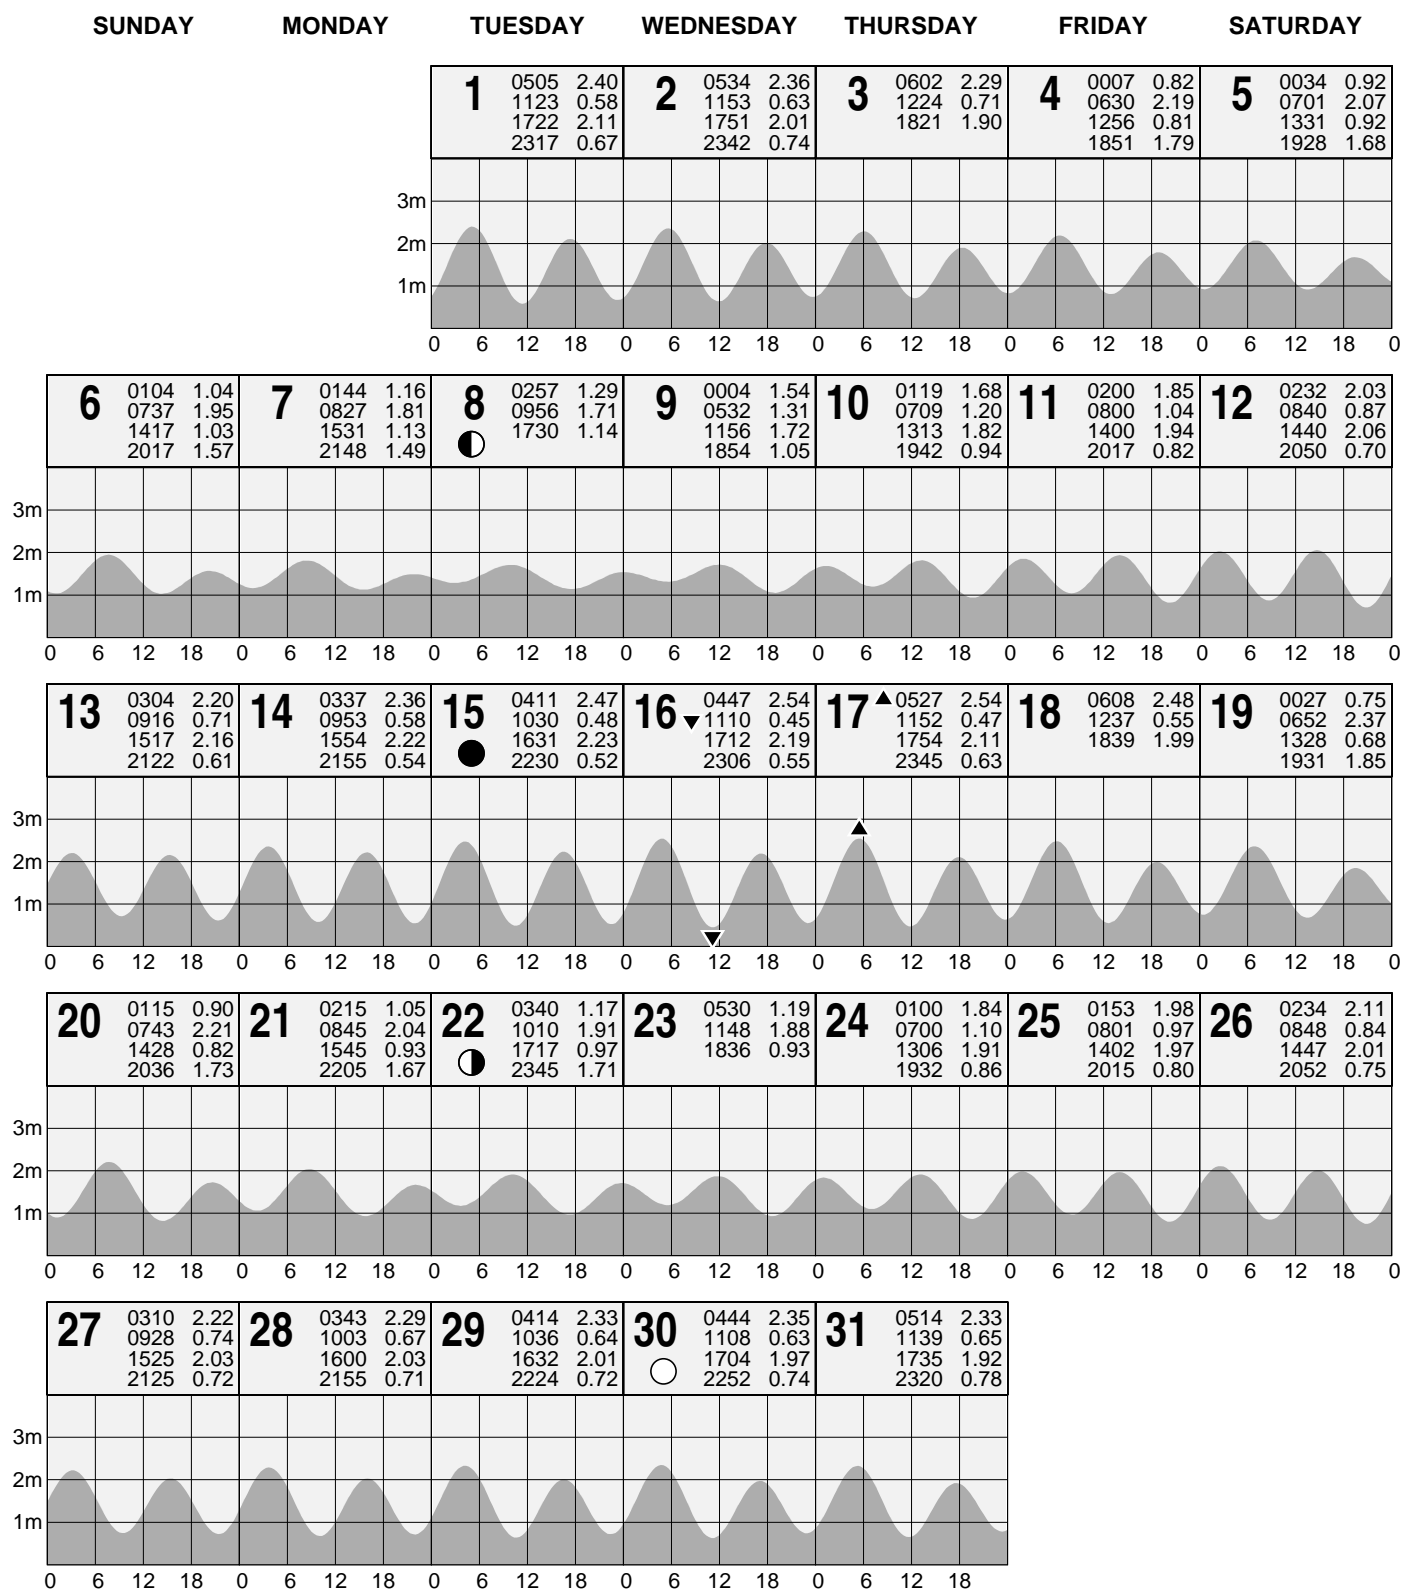 SUNDAY MONDAY TUESDAY WEDNESDAY THURSDAY FRIDAY SATURDAY
1 0505 2.40 2 0534 2.36 3 0602 2.29 4 0007 0.82 5 0034 0.92
1123 0.58 1153 0.63 1224 0.71 0630 2.19 0701 2.07
1722 2.11 1751 2.01 1821 1.90 1256 0.81 1331 0.92
2317 0.67 2342 0.74 1851 1.79 1928 1.68
3m
2m
1m
0 6 12 18 0 6 12 18 0 6 12 18 0 6 12 18 0 6 12 18 0
6 0104 1.04 7 0144 1.16 8 0257 1.29 9 0004 1.54 10 0119 1.68 11 0200 1.85 12 0232 2.03
0737 1.95 0827 1.81 0956 1.71 0532 1.31 0709 1.20 0800 1.04 0840 0.87
1417 1.03 1531 1.13 1730 1.14 1156 1.72 1313 1.82 1400 1.94 1440 2.06
2017 1.57 2148 1.49 1854 1.05 1942 0.94 2017 0.82 2050 0.70
3m
2m
1m
0 6 12 18 0 6 12 18 0 6 12 18 0 6 12 18 0 6 12 18 0 6 12 18 0 6 12 18 0
13 0304 2.20 14 0337 2.36 15 0411 2.47 16 0447 2.54 17 0527 2.54 18 0608 2.48 19 0027 0.75
0916 0.71 0953 0.58 1030 0.48 1110 0.45 1152 0.47 1237 0.55 0652 2.37
1517 2.16 1554 2.22 1631 2.23 1712 2.19 1754 2.11 1839 1.99 1328 0.68
2122 0.61 2155 0.54 2230 0.52 2306 0.55 2345 0.63 1931 1.85
3m
2m
1m
0 6 12 18 0 6 12 18 0 6 12 18 0 6 12 18 0 6 12 18 0 6 12 18 0 6 12 18 0
20 0115 0.90 21 0215 1.05 22 0340 1.17 23 0530 1.19 24 0100 1.84 25 0153 1.98 26 0234 2.11
0743 2.21 0845 2.04 1010 1.91 1148 1.88 0700 1.10 0801 0.97 0848 0.84
1428 0.82 1545 0.93 1717 0.97 1836 0.93 1306 1.91 1402 1.97 1447 2.01
2036 1.73 2205 1.67 2345 1.71 1932 0.86 2015 0.80 2052 0.75
3m
2m
1m
0 6 12 18 0 6 12 18 0 6 12 18 0 6 12 18 0 6 12 18 0 6 12 18 0 6 12 18 0
27 0310 2.22 28 0343 2.29 29 0414 2.33 30 0444 2.35 31 0514 2.33
0928 0.74 1003 0.67 1036 0.64 1108 0.63 1139 0.65
1525 2.03 1600 2.03 1632 2.01 1704 1.97 1735 1.92
2125 0.72 2155 0.71 2224 0.72 2252 0.74 2320 0.78
3m
2m
1m
0 6 12 18 0 6 12 18 0 6 12 18 0 6 12 18 0 6 12 18